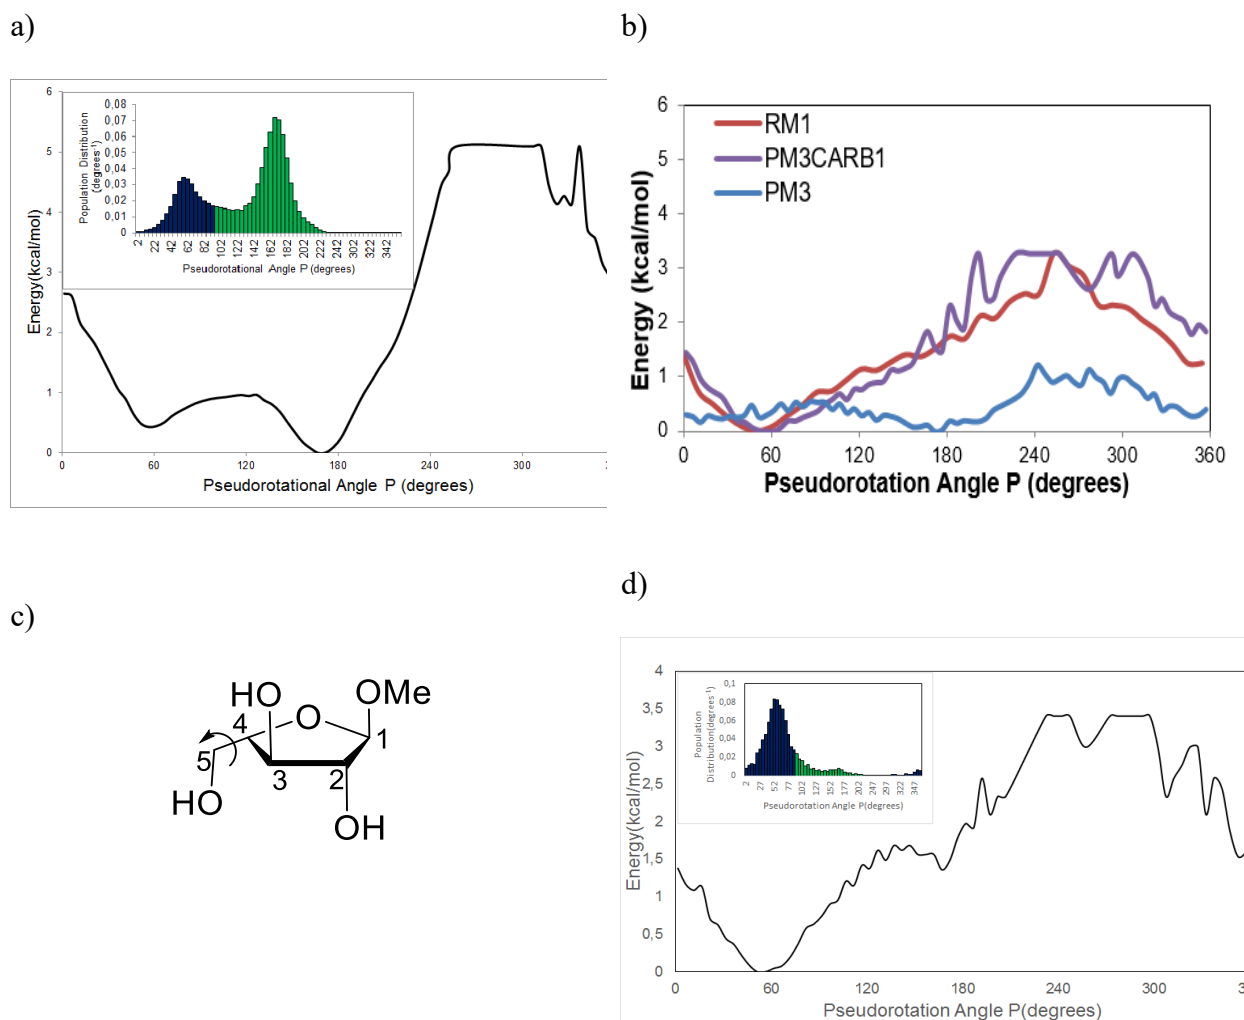 a)
6
5
4
3
2
1
0
Energy(kcal/mol)
0 60 120 180 240 300
Pseudorotational Angle P (degrees)
0,08
0,07
0,06
0,05
0,04
0,03
0,02
0,01
0
Population Distribution
(degrees⁻¹)
2 22 42 62 82 102 122 142 162 182 202 222 242 262 282 302 322 342
Pseudorotational Angle P (degrees)
b)
6
5
4
3
2
1
0
Energy (kcal/mol)
RM1
PM3CARB1
PM3
0 60 120 180 240 300 360
Pseudorotation Angle P (degrees)
c)
HO
OMe
O
4
1
5
3
2
HO
OH
d)
4
3,5
3
2,5
2
1,5
1
0,5
0
Energy(kcal/mol)
0 60 120 180 240 300
Pseudorotation Angle P(degrees)
0,1
0,08
0,06
0,04
0,02
0
Population
Distribution(degrees⁻¹)
2 27 52 77 102 127 152 177 202 247 297 322 347
Pseudorotation Angle P(degrees)